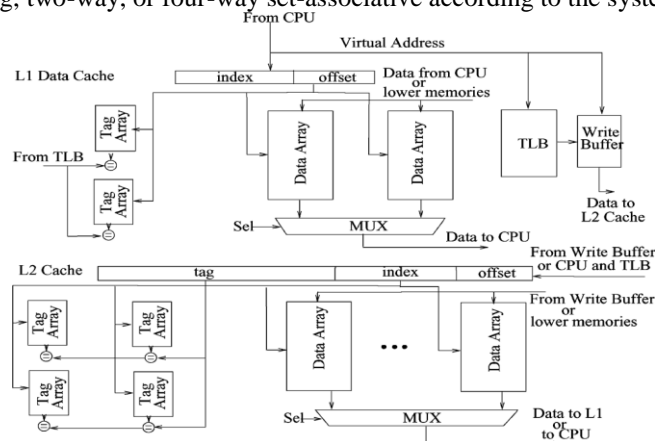 g, two-way, or four-way set-associative according to the syste
From CPU
Virtual Address
L1 Data Cache
index
offset
Data from CPU
or
lower memories
Tag
Array
Data Array
Data Array
TLB
Write
Buffer
From TLB
=
Tag
Array
=
Data to
L2 Cache
Sel
MUX
Data to CPU
L2 Cache
From Write Buffer
or CPU and TLB
tag
index
offset
From Write Buffer
or
lower memories
Tag
Array
Tag
Array
Data Array
Data Array
=
=
Tag
Array
Tag
Array
=
=
Sel
MUX
Data to L1
or
to CPU